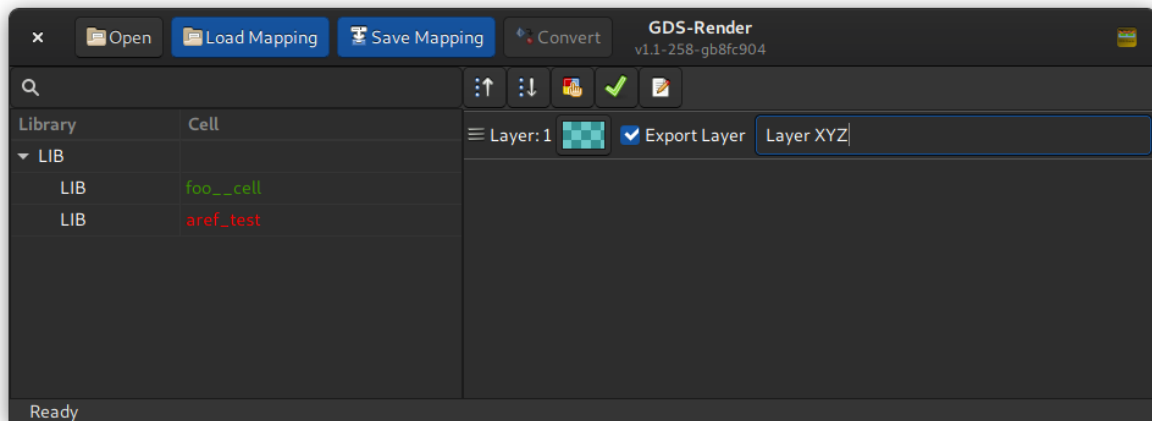 Open Load Mapping Save Mapping Convert GDS-Render
v1.1-258-gb8fc904
Library Cell
Layer: 1 Export Layer Layer XYZ
LIB
LIB foo__cell
LIB aref_test
Ready